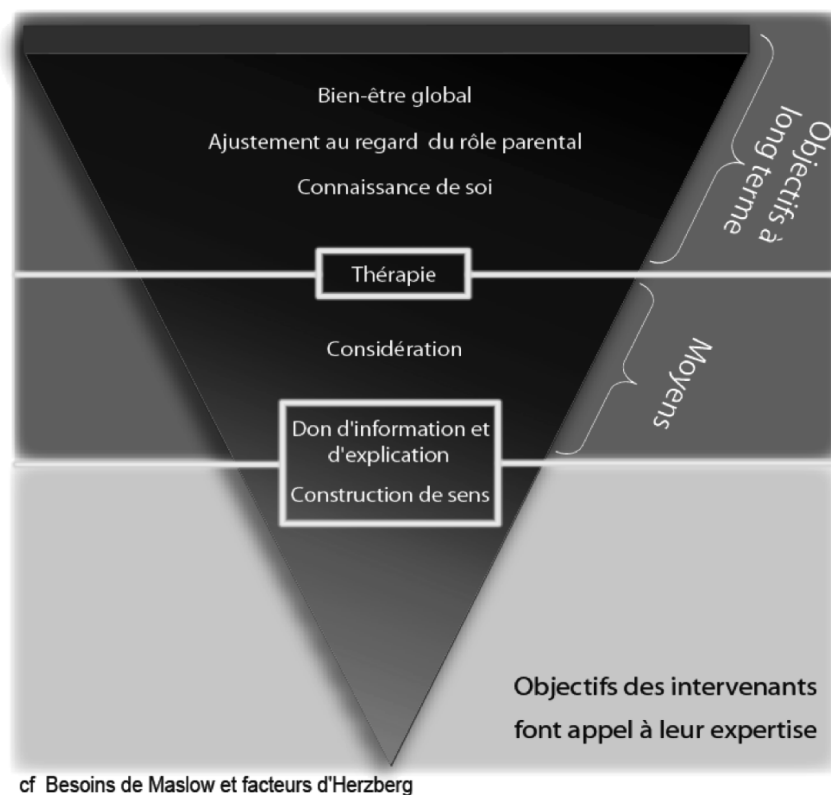 Bien-être global
Ajustement au regard du rôle parental
Connaissance de soi
Objectifs à
long terme
Thérapie
Considération
Moyens
Don d'information et
d'explication
Construction de sens
Objectifs des intervenants
font appel à leur expertise
cf Besoins de Maslow et facteurs d'Herzberg